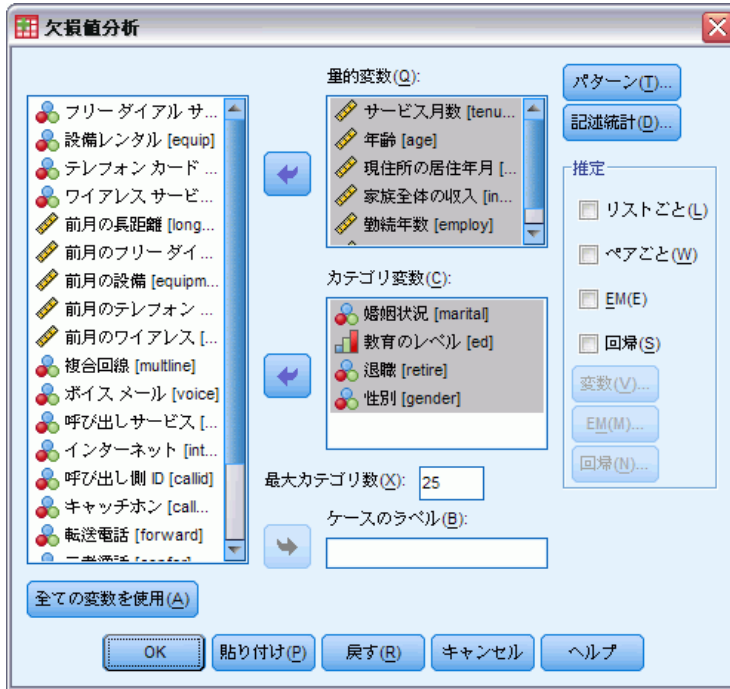 欠損値分析
フリー ダイアル サ...
設備レンタル [equip]
テレフォン カード ...
ワイアレス サービ...
前月の長距離 [long...
前月のフリー ダイ...
前月の設備 [equipm...
前月のテレフォン ...
前月のワイアレス [...
複合回線 [multline]
ボイス メール [voice]
呼び出しサービス [...
インターネット [int...
呼び出し側 ID [callid]
キャッチホン [call...
転送電話 [forward]
全ての変数を使用(A)
量的変数(Q):
サービス月数 [tenu...
年齢 [age]
現住所の居住年月 [...
家族全体の収入 [in...
勤続年数 [employ]
カテゴリ変数(C):
婚姻状況 [marital]
教育のレベル [ed]
退職 [retire]
性別 [gender]
最大カテゴリ数(X): 25
ケースのラベル(B):
パターン(T)...
記述統計(D)...
推定
リストごと(L)
ペアごと(W)
EM(E)
回帰(S)
変数(V)...
EM(M)...
回帰(N)...
OK
貼り付け(P)
戻す(R)
キャンセル
ヘルプ